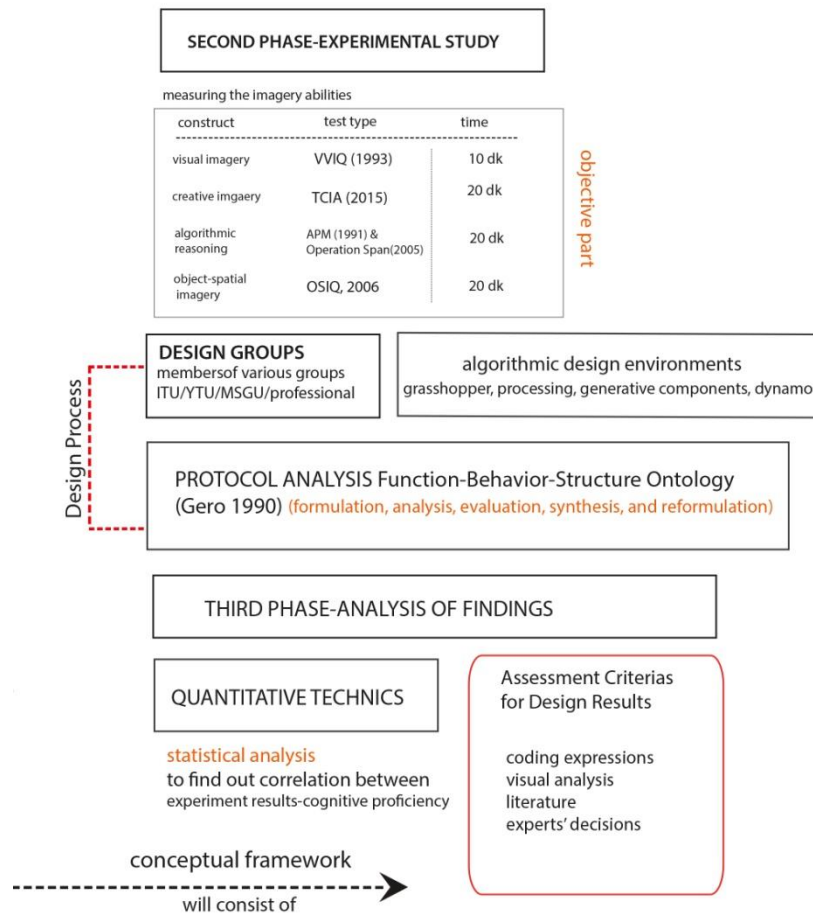 SECOND PHASE-EXPERIMENTAL STUDY
measuring the imagery abilities
construct test type time
visual imagery VVIQ (1993) 10 dk
creative imgaery TCIA (2015) 20 dk
algorithmic
reasoning
APM (1991) &
Operation Span(2005)
20 dk
object-spatial
imagery
OSIQ, 2006
20 dk
objective part
Design Process
DESIGN GROUPS
membersof various groups
ITU/YTU/MSGU/professional
algorithmic design environments
grasshopper, processing, generative components, dynamo
PROTOCOL ANALYSIS Function-Behavior-Structure Ontology
(Gero 1990) (formulation, analysis, evaluation, synthesis, and reformulation)
THIRD PHASE-ANALYSIS OF FINDINGS
QUANTITATIVE TECHNICS
statistical analysis
to find out correlation between
experiment results-cognitive proficiency
Assessment Criterias
for Design Results
coding expressions
visual analysis
literature
experts' decisions
conceptual framework
will consist of